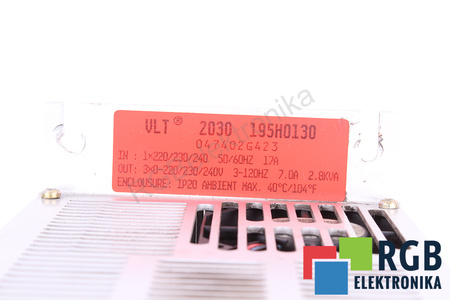 VLT® 2030 195H0130
047402G423
IN : 1×220/230/240 50/60HZ 17A
OUT: 3×0-220/230/240V 3-120HZ 7.0A 2.8KVA
ENCLOUSURE: IP20 AMBIENT MAX. 40°C/104°F
RGB
ELEKTRONIKA